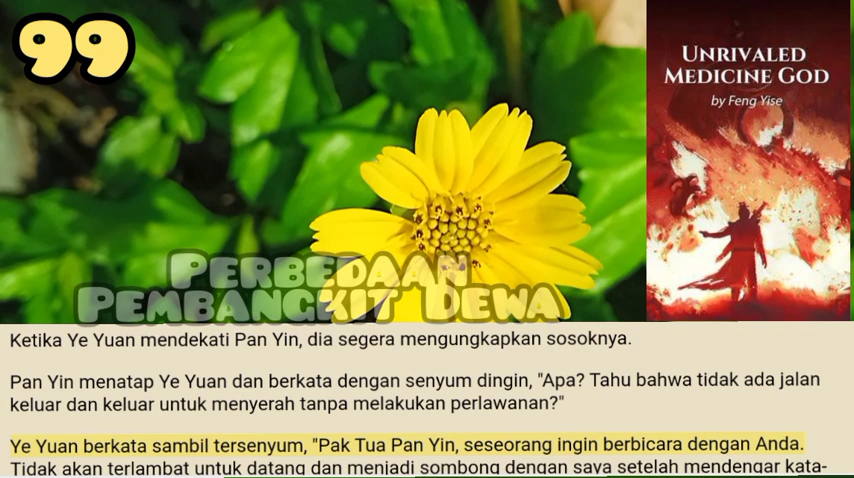 99
UNRIVALED
MEDICINE GOD
by Feng Yise
PERBEDAAN
PEMBANGKIT DEWA
Ketika Ye Yuan mendekati Pan Yin, dia segera mengungkapkan sosoknya.
Pan Yin menatap Ye Yuan dan berkata dengan senyum dingin, "Apa? Tahu bahwa tidak ada jalan
keluar dan keluar untuk menyerah tanpa melakukan perlawanan?"
Ye Yuan berkata sambil tersenyum, "Pak Tua Pan Yin, seseorang ingin berbicara dengan Anda.
Tidak akan terlambat untuk datang dan menjadi sombong dengan saya setelah mendengar kata-